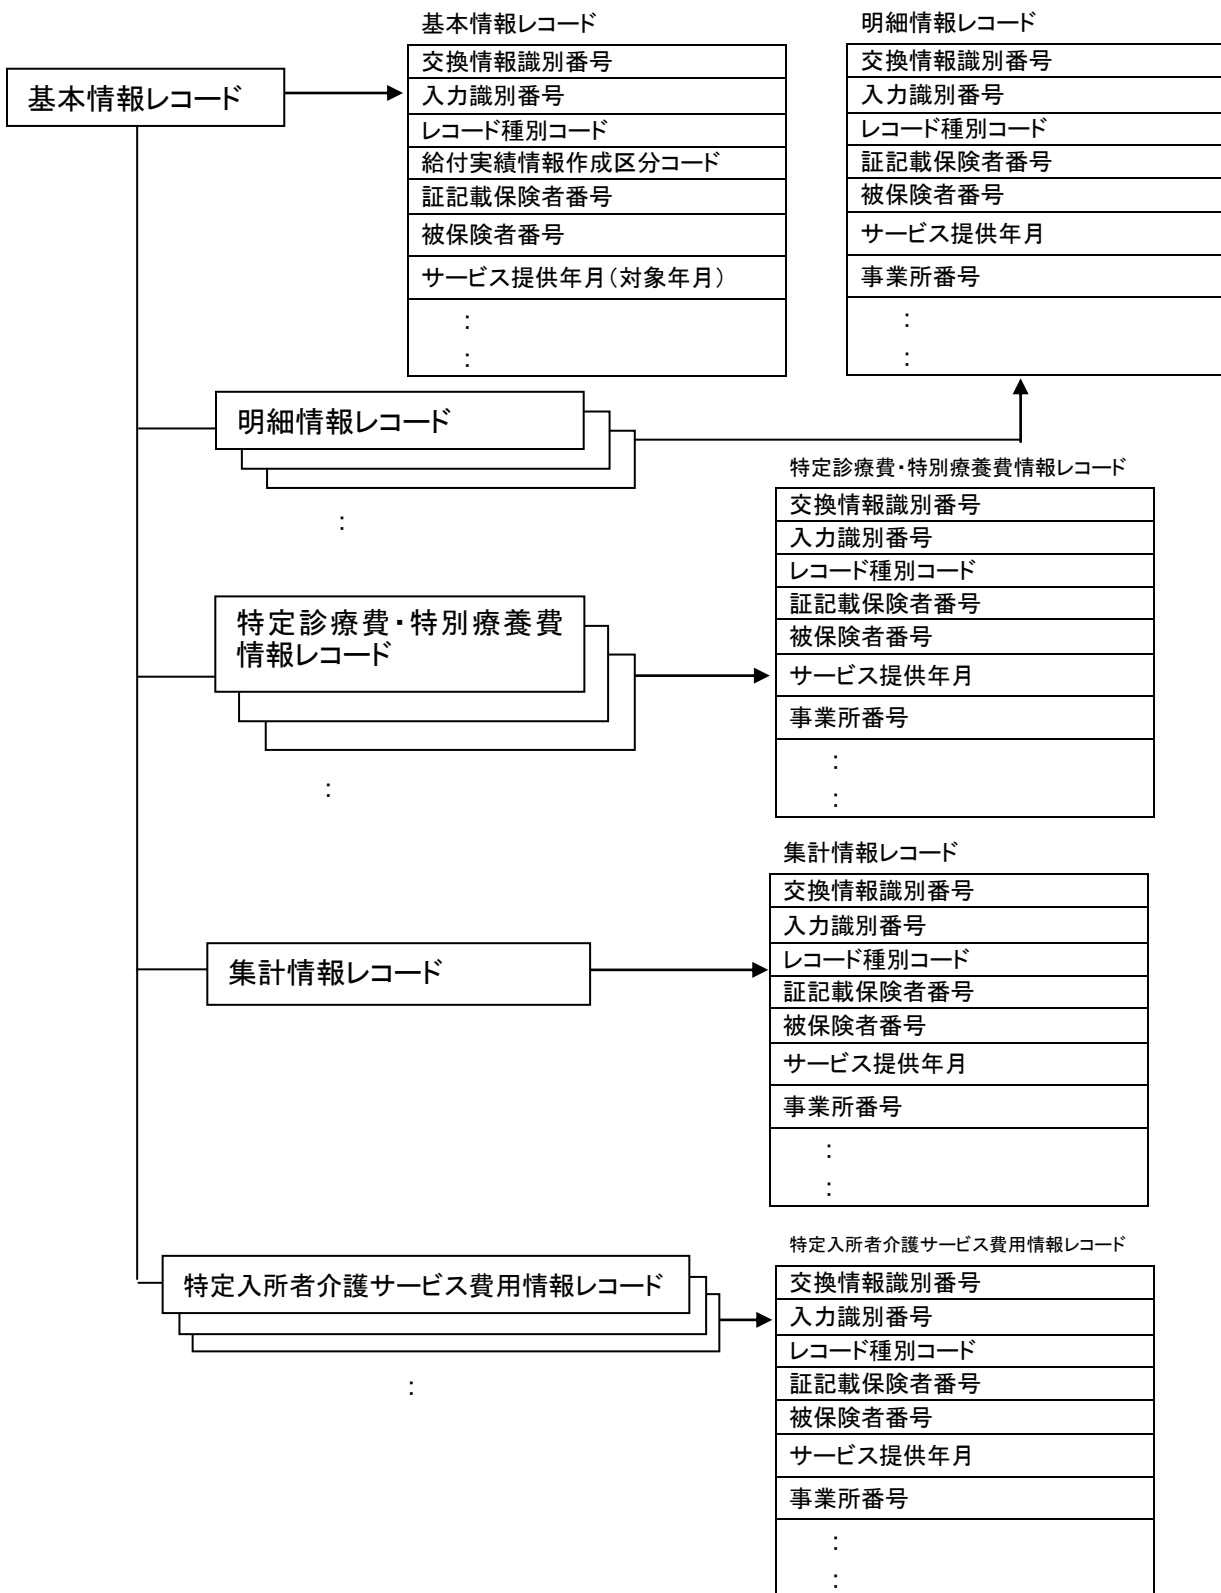 基本情報レコード
基本情報レコード
交換情報識別番号
入力識別番号
レコード種別コード
給付実績情報作成区分コード
証記載保険者番号
被保険者番号
サービス提供年月(対象年月)
:
:
明細情報レコード
交換情報識別番号
入力識別番号
レコード種別コード
証記載保険者番号
被保険者番号
サービス提供年月
事業所番号
:
:
明細情報レコード
:
特定診療費・特別療養費
情報レコード
:
特定診療費・特別療養費情報レコード
交換情報識別番号
入力識別番号
レコード種別コード
証記載保険者番号
被保険者番号
サービス提供年月
事業所番号
:
:
集計情報レコード
集計情報レコード
交換情報識別番号
入力識別番号
レコード種別コード
証記載保険者番号
被保険者番号
サービス提供年月
事業所番号
:
:
特定入所者介護サービス費用情報レコード
:
特定入所者介護サービス費用情報レコード
交換情報識別番号
入力識別番号
レコード種別コード
証記載保険者番号
被保険者番号
サービス提供年月
事業所番号
:
: